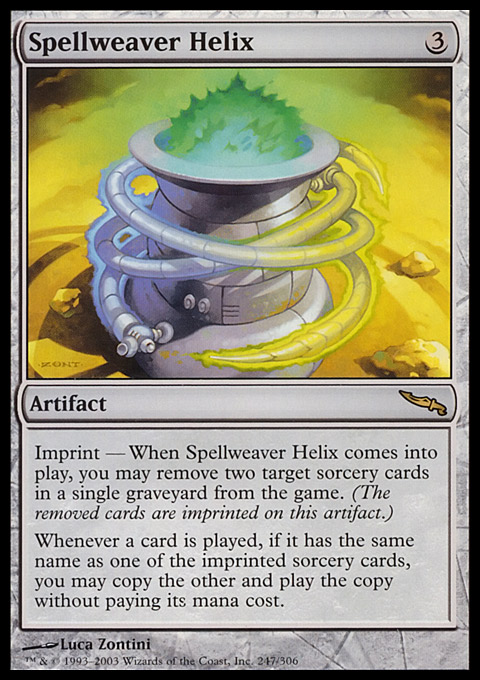 Spellweaver Helix 3
ZONT
Artifact
Imprint — When Spellweaver Helix comes into
play, you may remove two target sorcery cards
in a single graveyard from the game. (The
removed cards are imprinted on this artifact.)
Whenever a card is played, if it has the same
name as one of the imprinted sorcery cards,
you may copy the other and play the copy
without paying its mana cost.
Luca Zontini
™ & © 1993–2003 Wizards of the Coast, Inc. 247/306